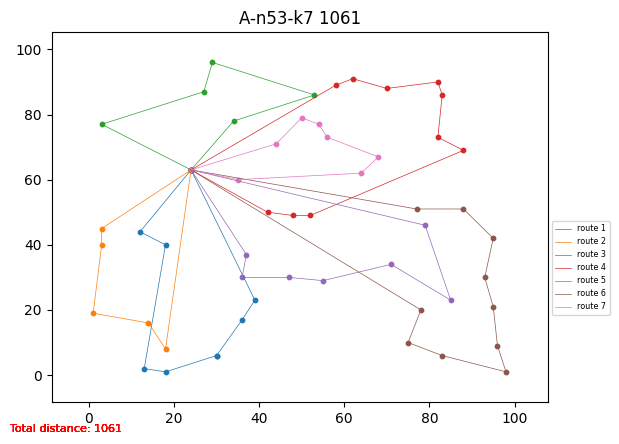 A-n53-k7 1061
100
80
60
40
20
0
0 20 40 60 80 100
route 1
route 2
route 3
route 4
route 5
route 6
route 7
Total distance: 1061